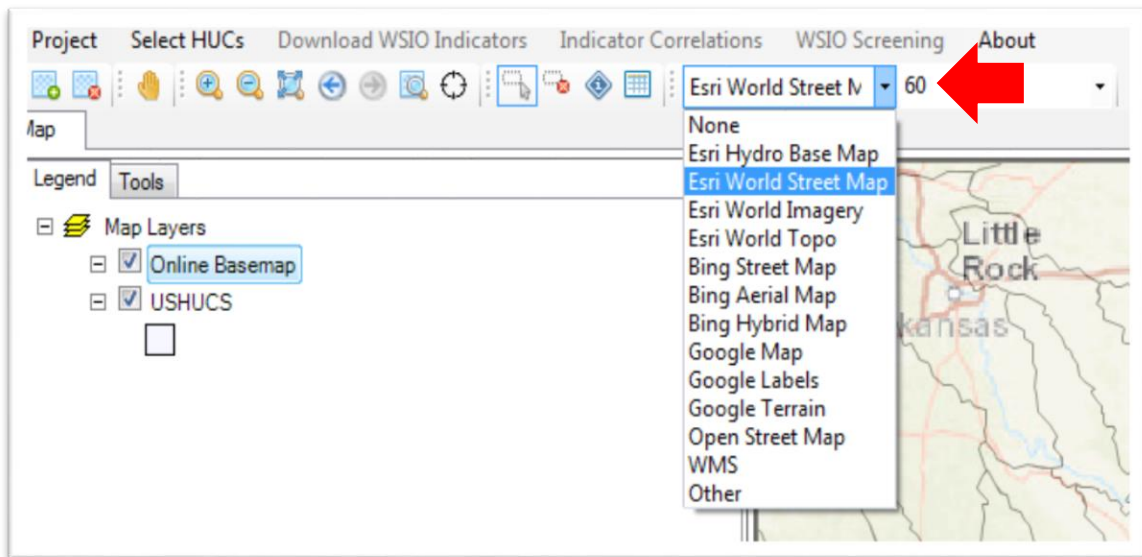 Project Select HUCs Download WSIO Indicators Indicator Correlations WSIO Screening About
Esri World Street M 60
Map
Legend Tools
Map Layers
Online Basemap
USHUCS
None
Esri Hydro Base Map
Esri World Street Map
Esri World Imagery
Esri World Topo
Bing Street Map
Bing Aerial Map
Bing Hybrid Map
Google Map
Google Labels
Google Terrain
Open Street Map
WMS
Other
Little
Rock
kansas